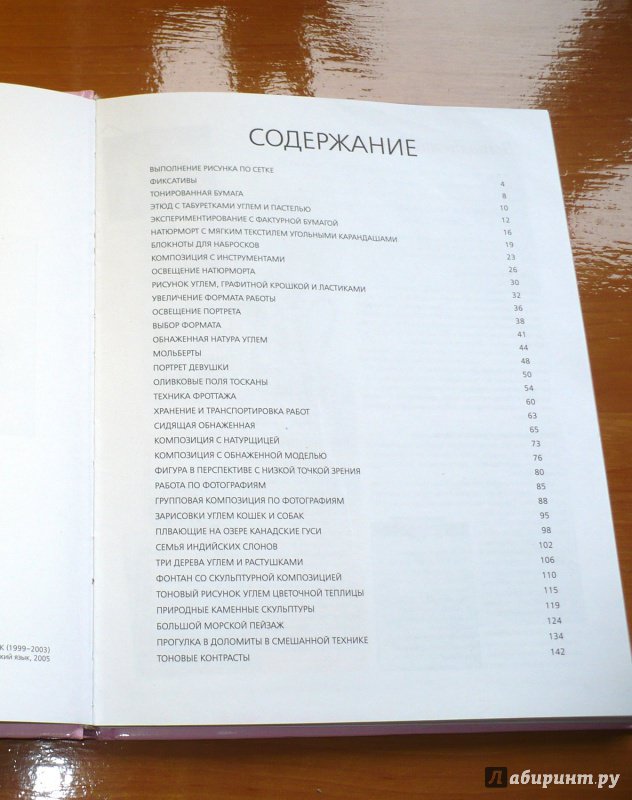 СОДЕРЖАНИЕ
ВЫПОЛНЕНИЕ РИСУНКА ПО СЕТКЕ 4
ФИКСАТИВЫ 8
ТОНИРОВАННАЯ БУМАГА 10
ЭТЮД С ТАБУРЕТКАМИ УГЛЕМ И ПАСТЕЛЬЮ 12
ЭКСПЕРИМЕНТИРОВАНИЕ С ФАКТУРНОЙ БУМАГОЙ 16
НАТЮРМОРТ С МЯГКИМ ТЕКСТИЛЕМ УГОЛЬНЫМИ КАРАНДАШАМИ 19
БЛОКНОТЫ ДЛЯ НАБРОСКОВ 23
КОМПОЗИЦИЯ С ИНСТРУМЕНТАМИ 26
ОСВЕЩЕНИЕ НАТЮРМОРТА 30
РИСУНОК УГЛЕМ, ГРАФИТНОЙ КРОШКОЙ И ЛАСТИКАМИ 32
УВЕЛИЧЕНИЕ ФОРМАТА РАБОТЫ 36
ОСВЕЩЕНИЕ ПОРТРЕТА 38
ВЫБОР ФОРМАТА 41
ОБНАЖЕННАЯ НАТУРА УГЛЕМ 44
МОЛЬБЕРТЫ 48
ПОРТРЕТ ДЕВУШКИ 50
ОЛИВКОВЫЕ ПОЛЯ ТОСКАНЫ 54
ТЕХНИКА ФРОТТАЖА 60
ХРАНЕНИЕ И ТРАНСПОРТИРОВКА РАБОТ 63
СИДЯЩАЯ ОБНАЖЕННАЯ 65
КОМПОЗИЦИЯ С НАТУРЩИЦЕЙ 73
КОМПОЗИЦИЯ С ОБНАЖЕННОЙ МОДЕЛЬЮ 76
ФИГУРА В ПЕРСПЕКТИВЕ С НИЗКОЙ ТОЧКОЙ ЗРЕНИЯ 80
РАБОТА ПО ФОТОГРАФИЯМ 85
ГРУППОВАЯ КОМПОЗИЦИЯ ПО ФОТОГРАФИЯМ 88
ЗАРИСОВКИ УГЛЕМ КОШЕК И СОБАК 95
ПЛВАЮЩИЕ НА ОЗЕРЕ КАНАДСКИЕ ГУСИ 98
СЕМЬЯ ИНДИЙСКИХ СЛОНОВ 102
ТРИ ДЕРЕВА УГЛЕМ И РАСТУШКАМИ 106
ФОНТАН СО СКУЛЬПТУРНОЙ КОМПОЗИЦИЕЙ 110
ТОНОВЫЙ РИСУНОК УГЛЕМ ЦВЕТОЧНОЙ ТЕПЛИЦЫ 115
ПРИРОДНЫЕ КАМЕННЫЕ СКУЛЬПТУРЫ 119
БОЛЬШОЙ МОРСКОЙ ПЕЙЗАЖ 124
ПРОГУЛКА В ДОЛОМИТЫ В СМЕШАННОЙ ТЕХНИКЕ 134
ТОНОВЫЕ КОНТРАСТЫ 142
К (1999–2003)
кий язык, 2005
Лабиринт.ру